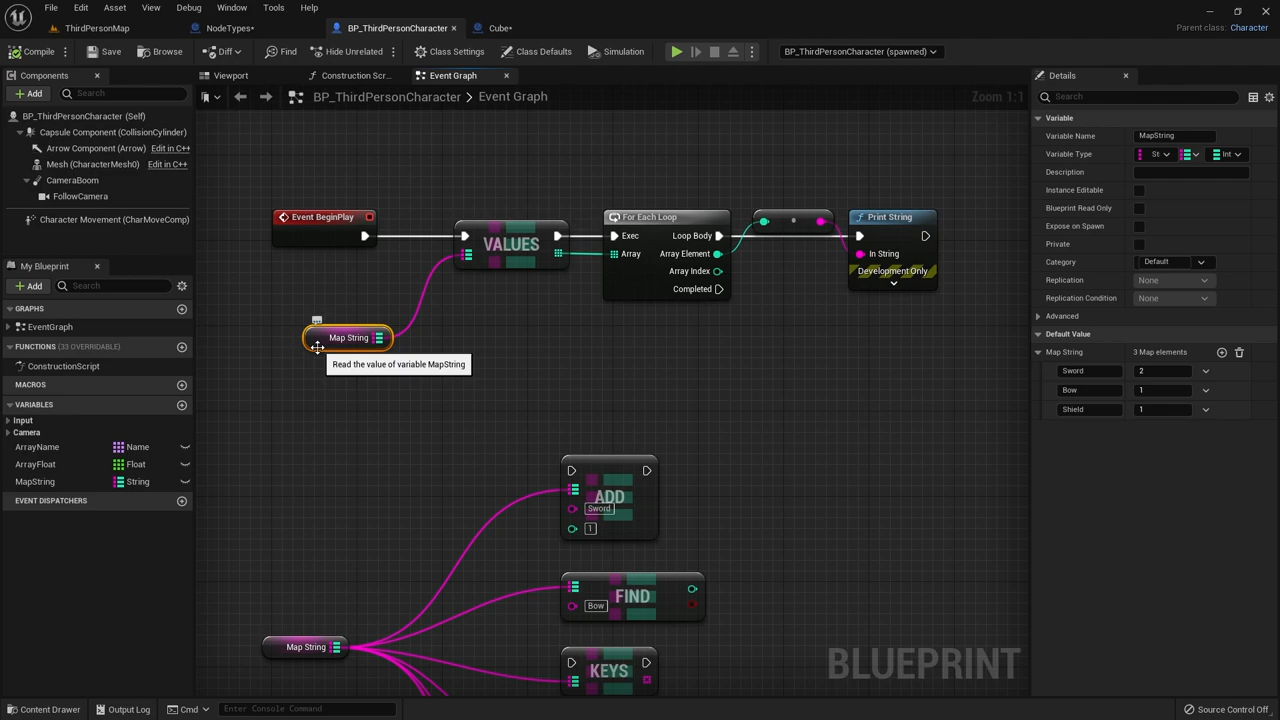 File Edit Asset View Debug Window Tools Help
ThirdPersonMap NodeTypes* BP_ThirdPersonCharacter × Cube*
Parent class: Character
Compile Save Browse Diff Find Hide Unrelated Class Settings Class Defaults Simulation BP_ThirdPersonCharacter (spawned)
Components
Add Search
BP_ThirdPersonCharacter (Self)
Capsule Component (CollisionCylinder)
Arrow Component (Arrow) Edit in C++
Mesh (CharacterMesh0) Edit in C++
CameraBoom
FollowCamera
Character Movement (CharMoveComp)
My Blueprint
Add Search
GRAPHS
EventGraph
FUNCTIONS (33 OVERRIDABLE)
ConstructionScript
MACROS
VARIABLES
Input
Camera
ArrayName Name
ArrayFloat Float
MapString String
EVENT DISPATCHERS
Viewport Construction Scr... Event Graph
BP_ThirdPersonCharacter > Event Graph
Zoom 1:1
Event BeginPlay
VALUES
For Each Loop
Exec Loop Body
Array Array Element
Array Index
Completed
Print String
In String
Development Only
Map String
Read the value of variable MapString
ADD
Sword
1
FIND
Bow
Map String
KEYS
BLUEPRINT
Details
Search
Variable
Variable Name MapString
Variable Type St Int
Description
Instance Editable
Blueprint Read Only
Expose on Spawn
Private
Category Default
Replication None
Replication Condition None
Advanced
Default Value
Map String 3 Map elements
Sword 2
Bow 1
Shield 1
Content Drawer Output Log Cmd Enter Console Command Source Control Off